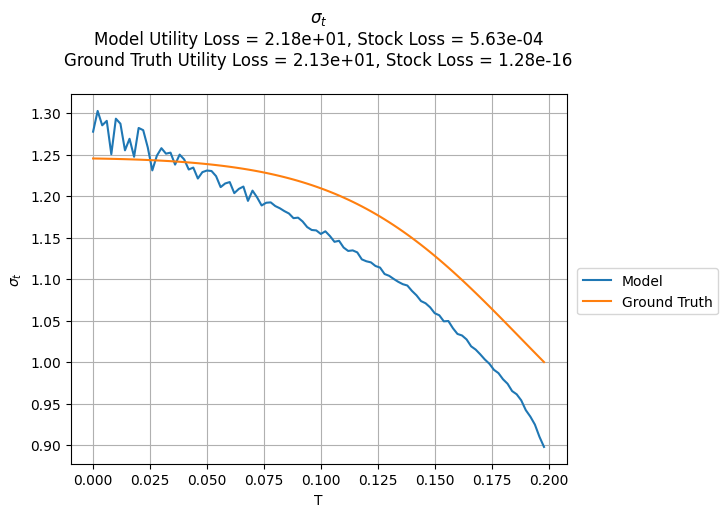 σt
Model Utility Loss = 2.18e+01, Stock Loss = 5.63e-04
Ground Truth Utility Loss = 2.13e+01, Stock Loss = 1.28e-16
1.30
1.25
1.20
1.15
1.10
1.05
1.00
0.95
0.90
σt
0.000 0.025 0.050 0.075 0.100 0.125 0.150 0.175 0.200
T
Model
Ground Truth